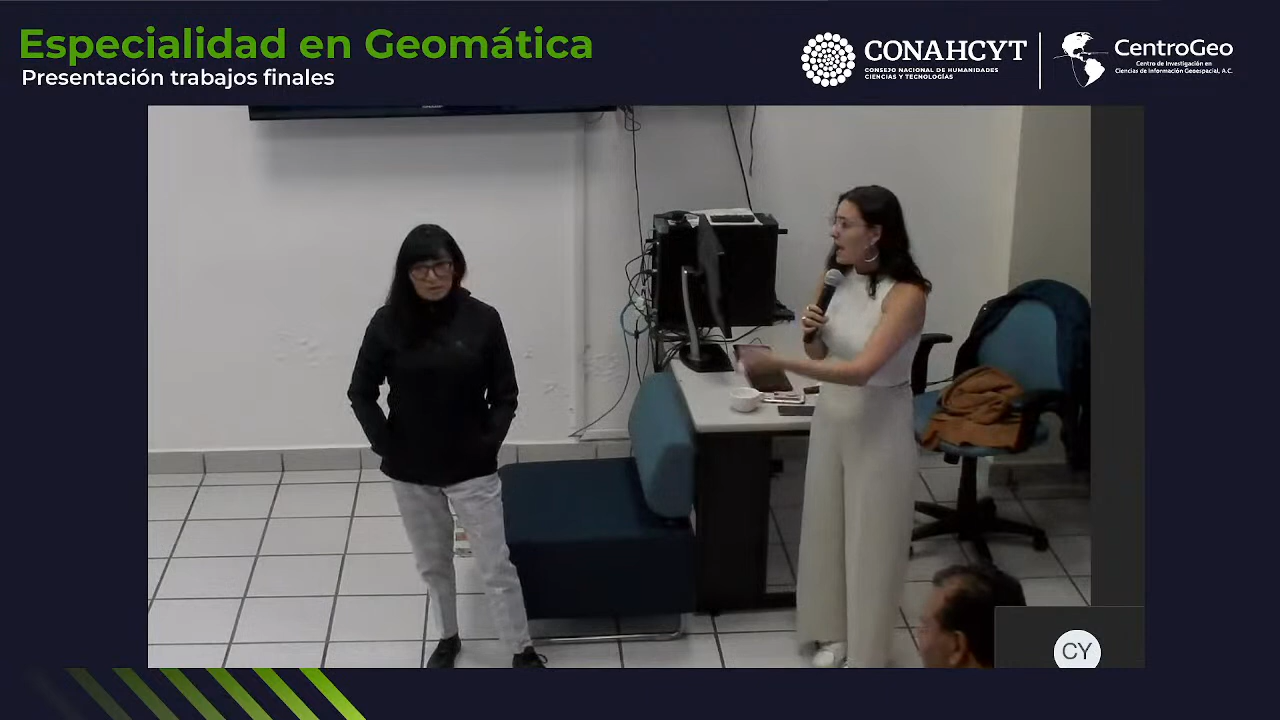 Especialidad en Geomática
Presentación trabajos finales
CONAHCYT
CONSEJO NACIONAL DE HUMANIDADES
CIENCIAS Y TECNOLOGÍAS
CentroGeo
Centro de Investigación en
Ciencias de Información Geoespacial, A.C.
CY